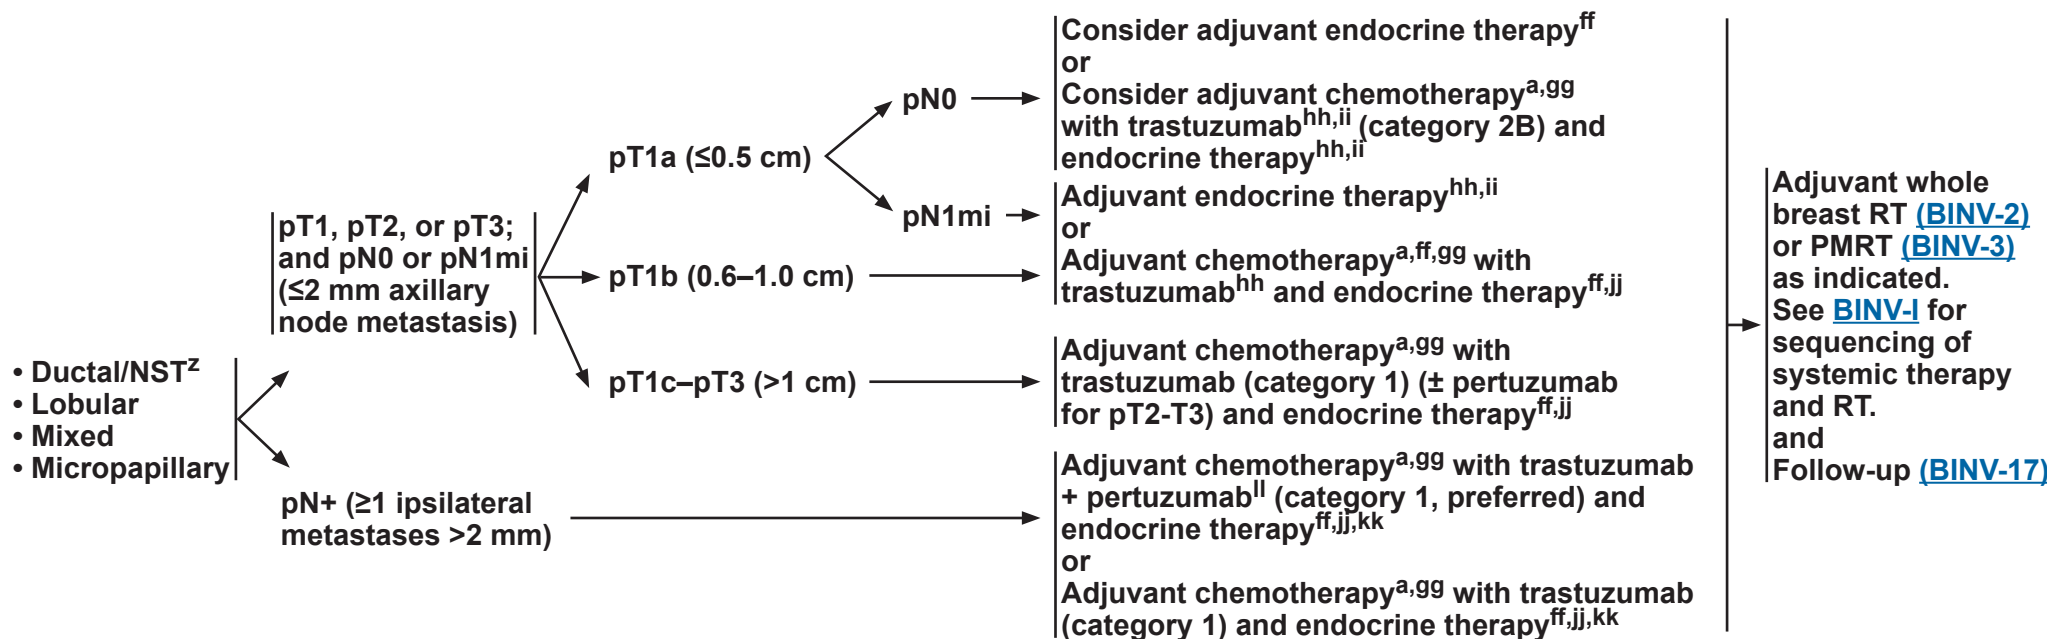 • Ductal/NSTz
• Lobular
• Mixed
• Micropapillary
pT1, pT2, or pT3;
and pN0 or pN1mi
(≤2 mm axillary
node metastasis)
pN+ (≥1 ipsilateral
metastases >2 mm)
pT1a (≤0.5 cm)
pT1b (0.6–1.0 cm)
pT1c–pT3 (>1 cm)
pN0
pN1mi
Consider adjuvant endocrine therapyff
or
Consider adjuvant chemotherapya,gg
with trastuzumabhh,ii (category 2B) and
endocrine therapyhh,ii
Adjuvant endocrine therapyhh,ii
or
Adjuvant chemotherapya,ff,gg with
trastuzumabhh and endocrine therapyff,jj
Adjuvant chemotherapya,gg with
trastuzumab (category 1) (± pertuzumab
for pT2-T3) and endocrine therapyff,jj
Adjuvant chemotherapya,gg with trastuzumab
+ pertuzumabll (category 1, preferred) and
endocrine therapyff,jj,kk
or
Adjuvant chemotherapya,gg with trastuzumab
(category 1) and endocrine therapyff,jj,kk
Adjuvant whole
breast RT (BINV-2)
or PMRT (BINV-3)
as indicated.
See BINV-I for
sequencing of
systemic therapy
and RT.
and
Follow-up (BINV-17)